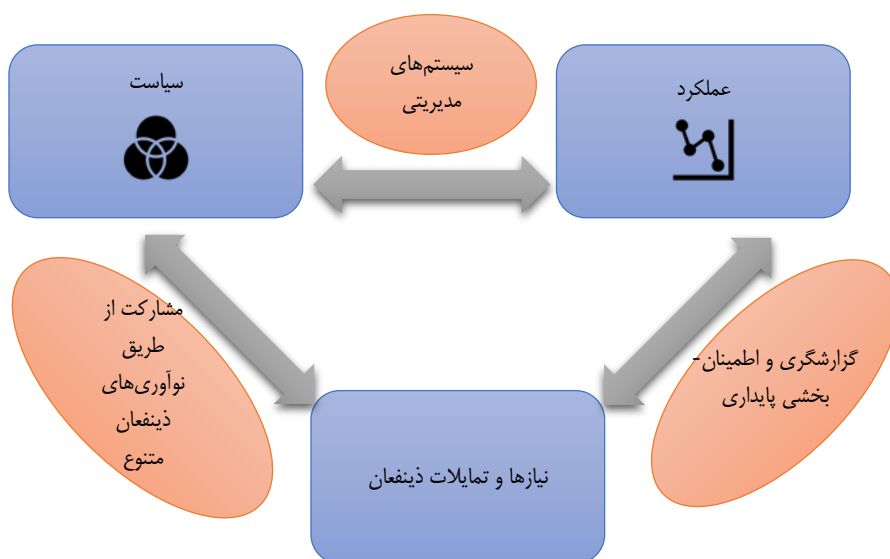 سیستم‌های
مدیریتی
عملکرد
سیاست
مشارکت از
طریق
نوآوری‌های
ذینفعان
متنوع
گزارشگری و اطمینان-
بخشی پایداری
نیازها و تمایلات ذینفعان